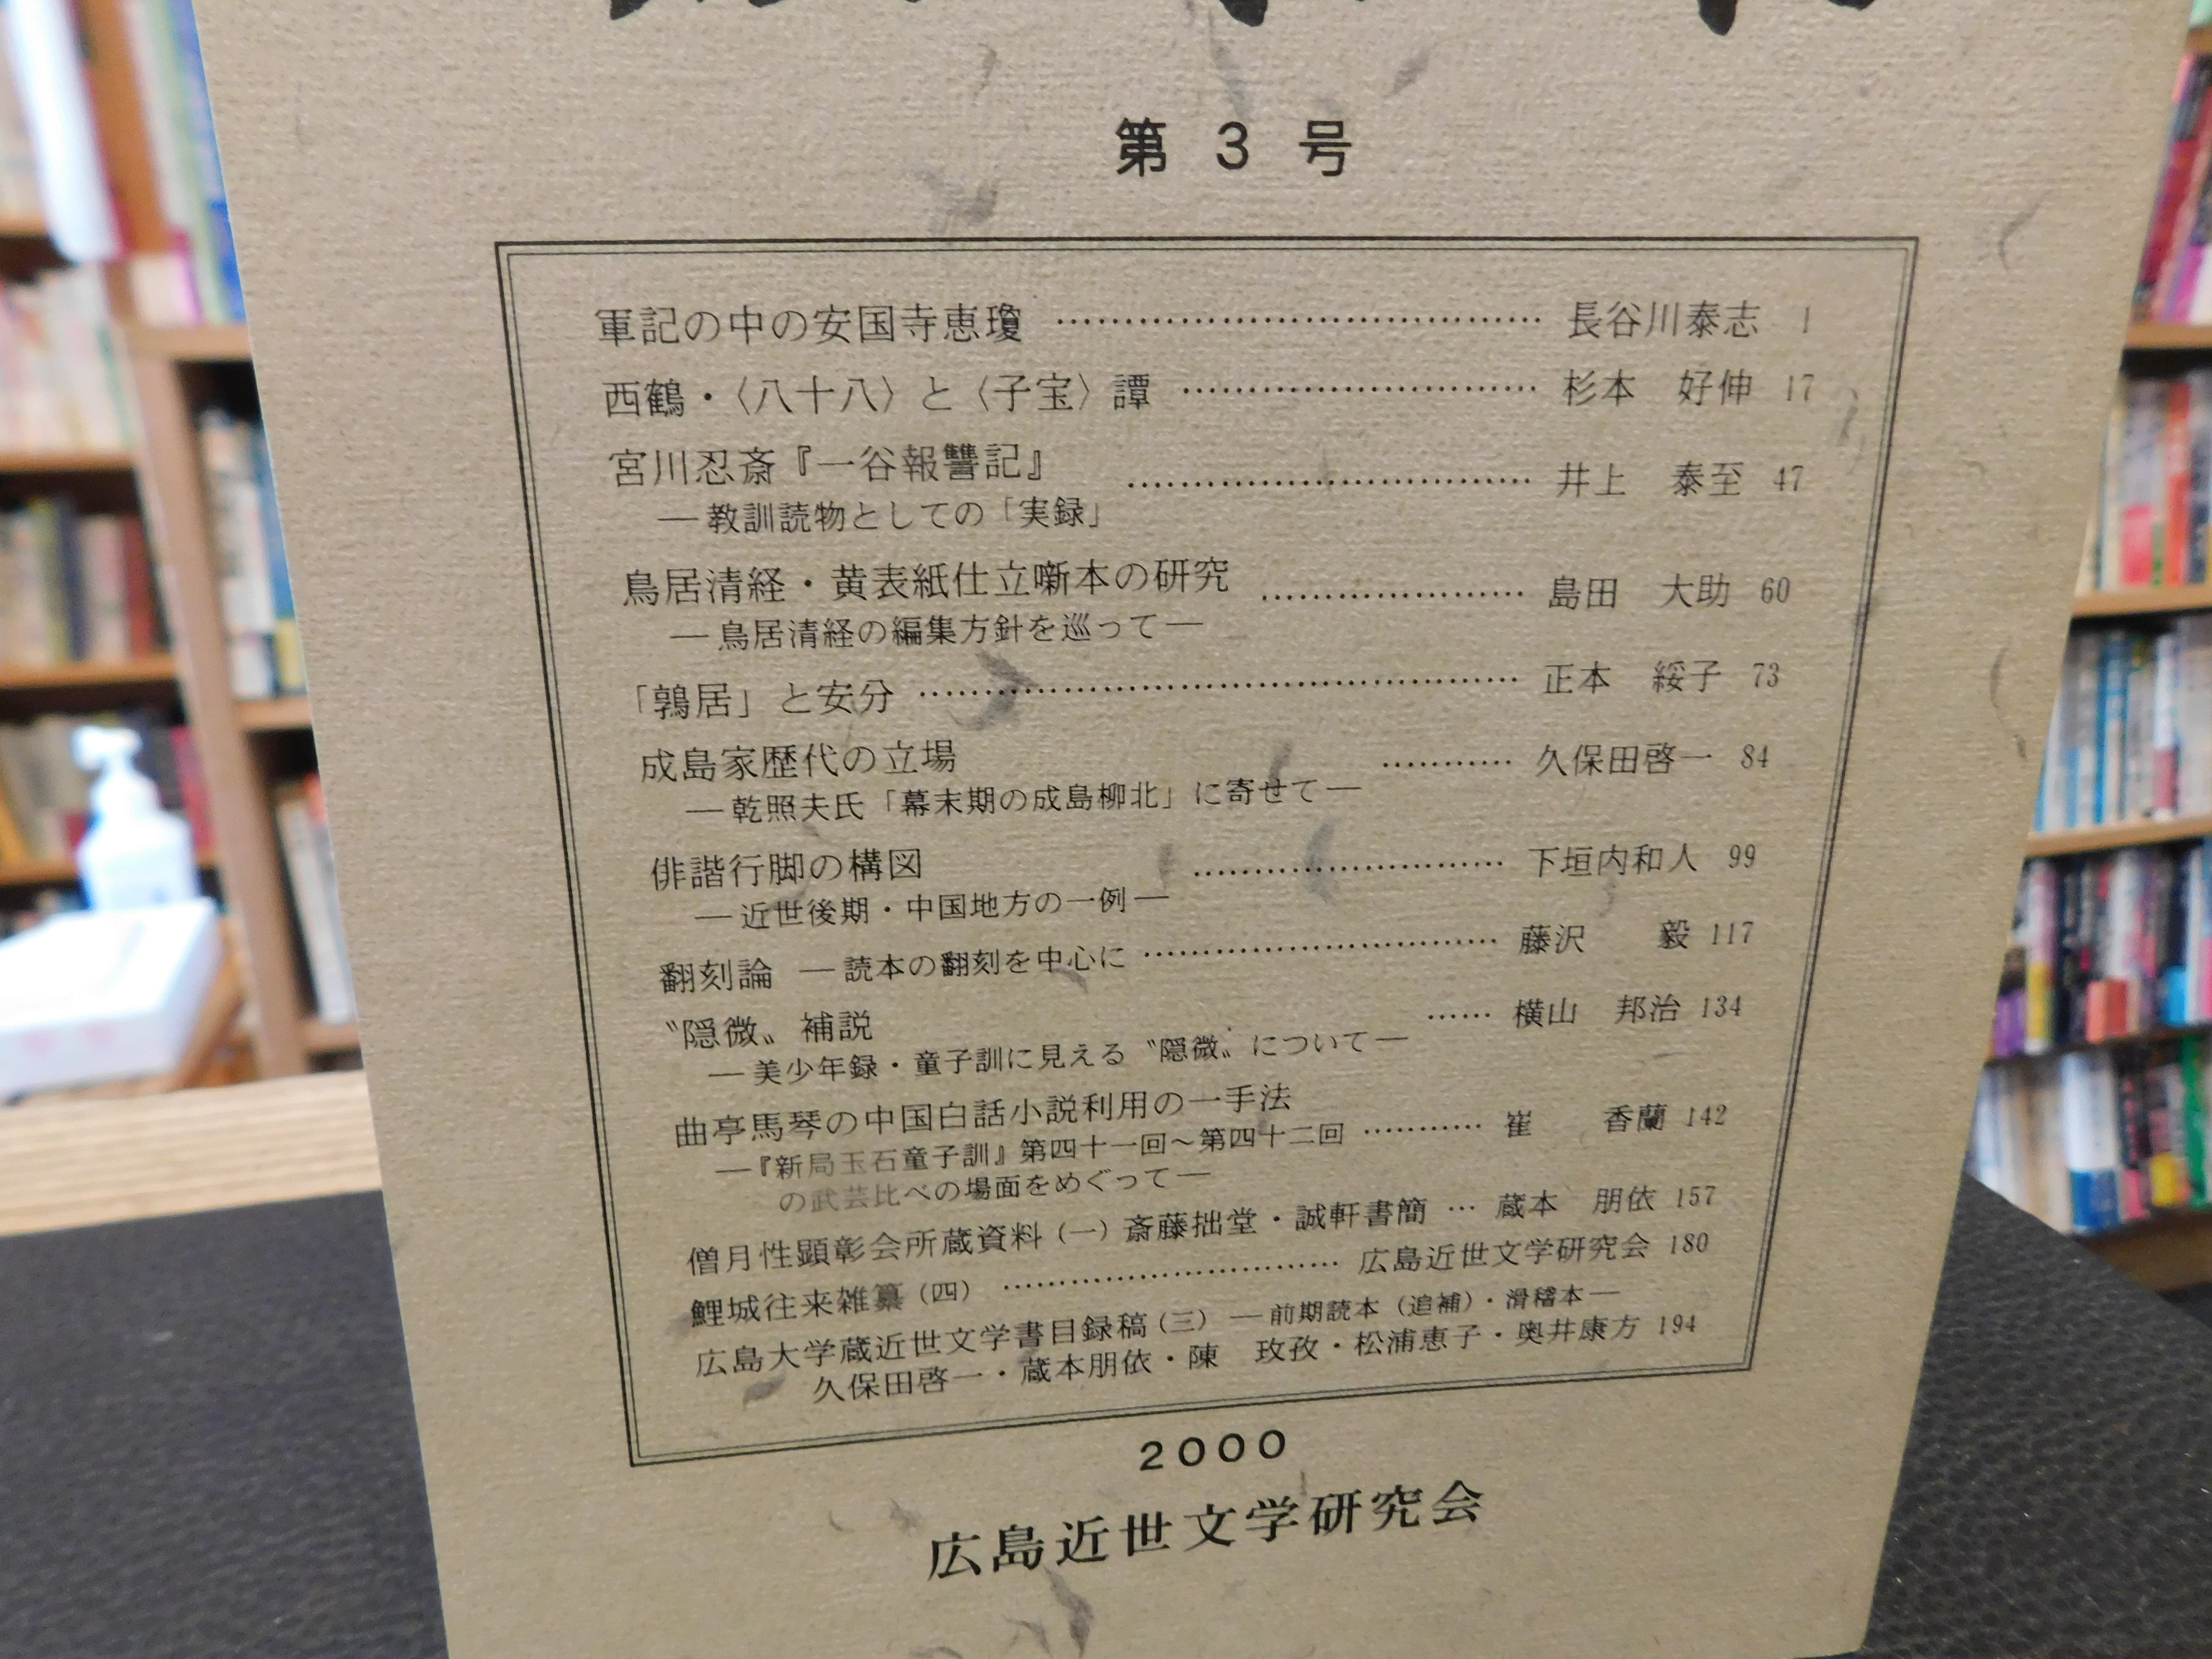 第 3 号
軍記の中の安国寺恵瓊 …………………………………… 長谷川泰志 1
西鶴・〈八十八〉と〈子宝〉譚 ………………………… 杉本 好伸 17
宮川忍斎『一谷報讐記』
―教訓読物としての「実録」 …………………………… 井上 泰至 47
鳥居清経・黄表紙仕立噺本の研究
―鳥居清経の編集方針を巡って― ………………… 島田 大助 60
「鶉居」と安分 ………………………………………… 正本 綏子 73
成島家歴代の立場
―乾照夫氏「幕末期の成島柳北」に寄せて― ………… 久保田啓一 84
俳諧行脚の構図
―近世後期・中国地方の一例― ……………………… 下垣内和人 99
翻刻論 ―読本の翻刻を中心に ………………………… 藤沢 毅 117
〝隠微〟補説
―美少年録・童子訓に見える〝隠微〟について― …… 横山 邦治 134
曲亭馬琴の中国白話小説利用の一手法
―『新局玉石童子訓』第四十一回~第四十二回 ………… 崔 香蘭 142
の武芸比べの場面をめぐって―
僧月性顕彰会所蔵資料(一)斎藤拙堂・誠軒書簡 … 蔵本 朋依 157
鯉城往来雑纂(四) ……………………………… 広島近世文学研究会 180
広島大学蔵近世文学書目録稿(三) ―前期読本(追補)・滑稽本―
久保田啓一・蔵本朋依・陳 玫孜・松浦恵子・奥井康方 194
2000
広島近世文学研究会